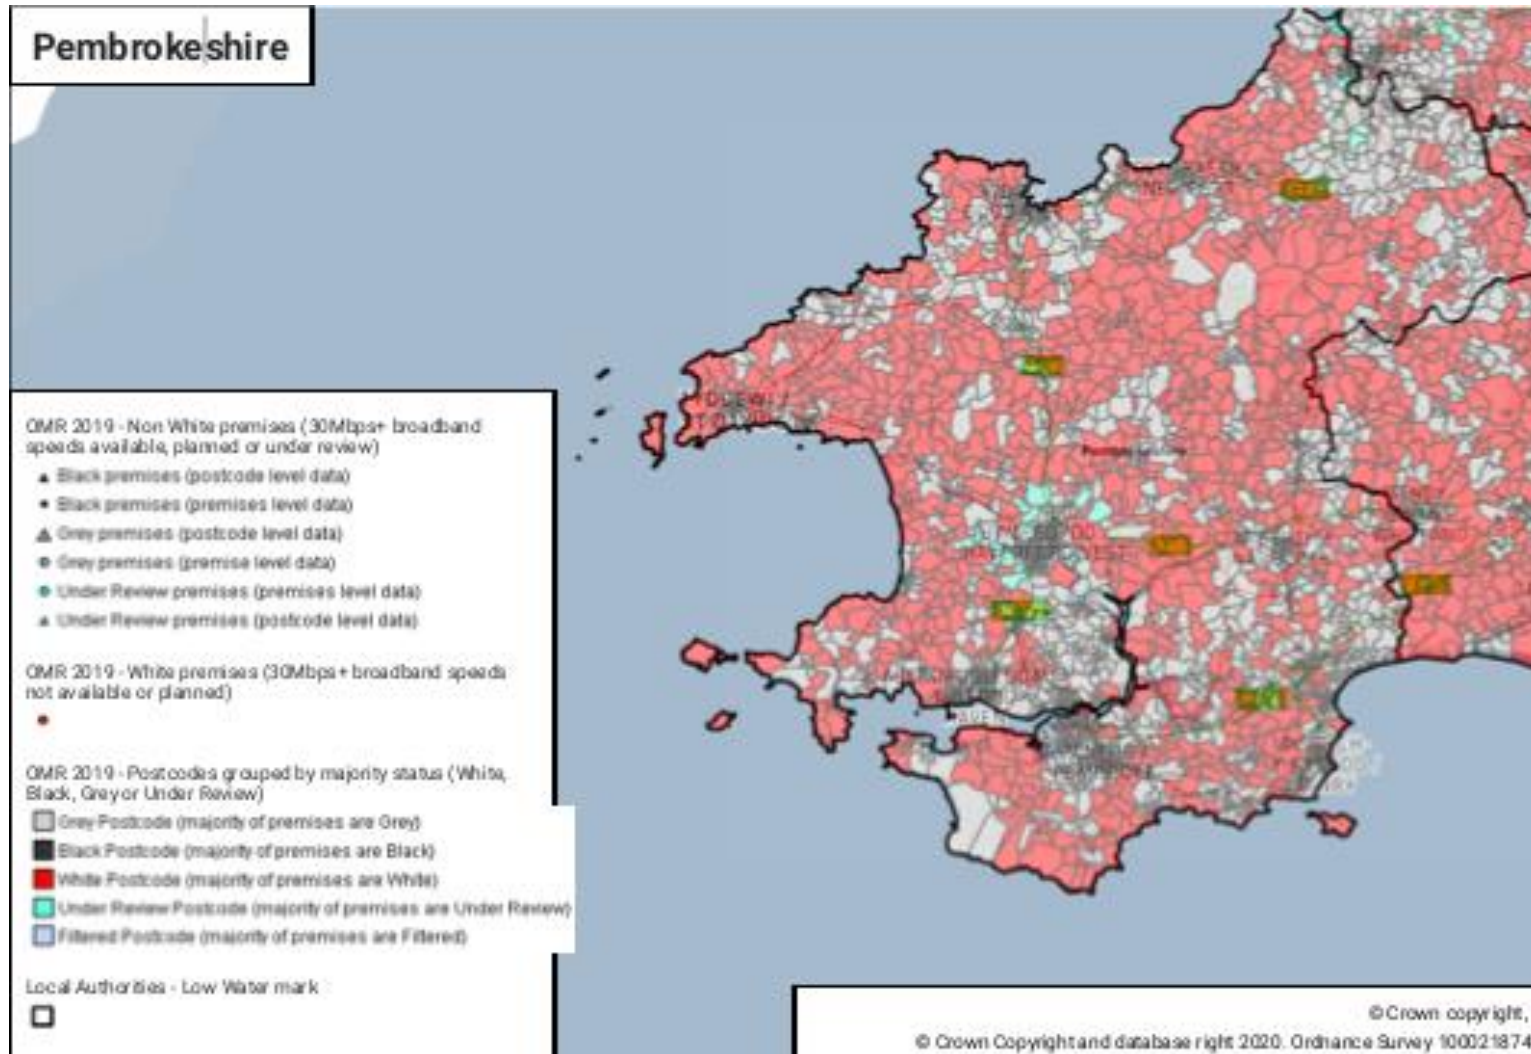 Pembrokeshire
OMR 2019 - Non White premises (30Mbps+ broadband
speeds available, planned or under review)
Black premises (postcode level data)
Black premises (premises level data)
Grey premises (postcode level data)
Grey premises (premise level data)
Under Review premises (premises level data)
Under Review premises (postcode level data)
OMR 2019 - White premises (30Mbps+ broadband speeds
not available or planned)
OMR 2019 - Postcodes grouped by majority status (White,
Black, Grey or Under Review)
Grey Postcode (majority of premises are Grey)
Black Postcode (majority of premises are Black)
White Postcode (majority of premises are White)
Under Review Postcode (majority of premises are Under Review)
Filtered Postcode (majority of premises are Filtered)
Local Authorities - Low Water mark
© Crown copyright,
© Crown Copyright and database right 2020. Ordnance Survey 100021874